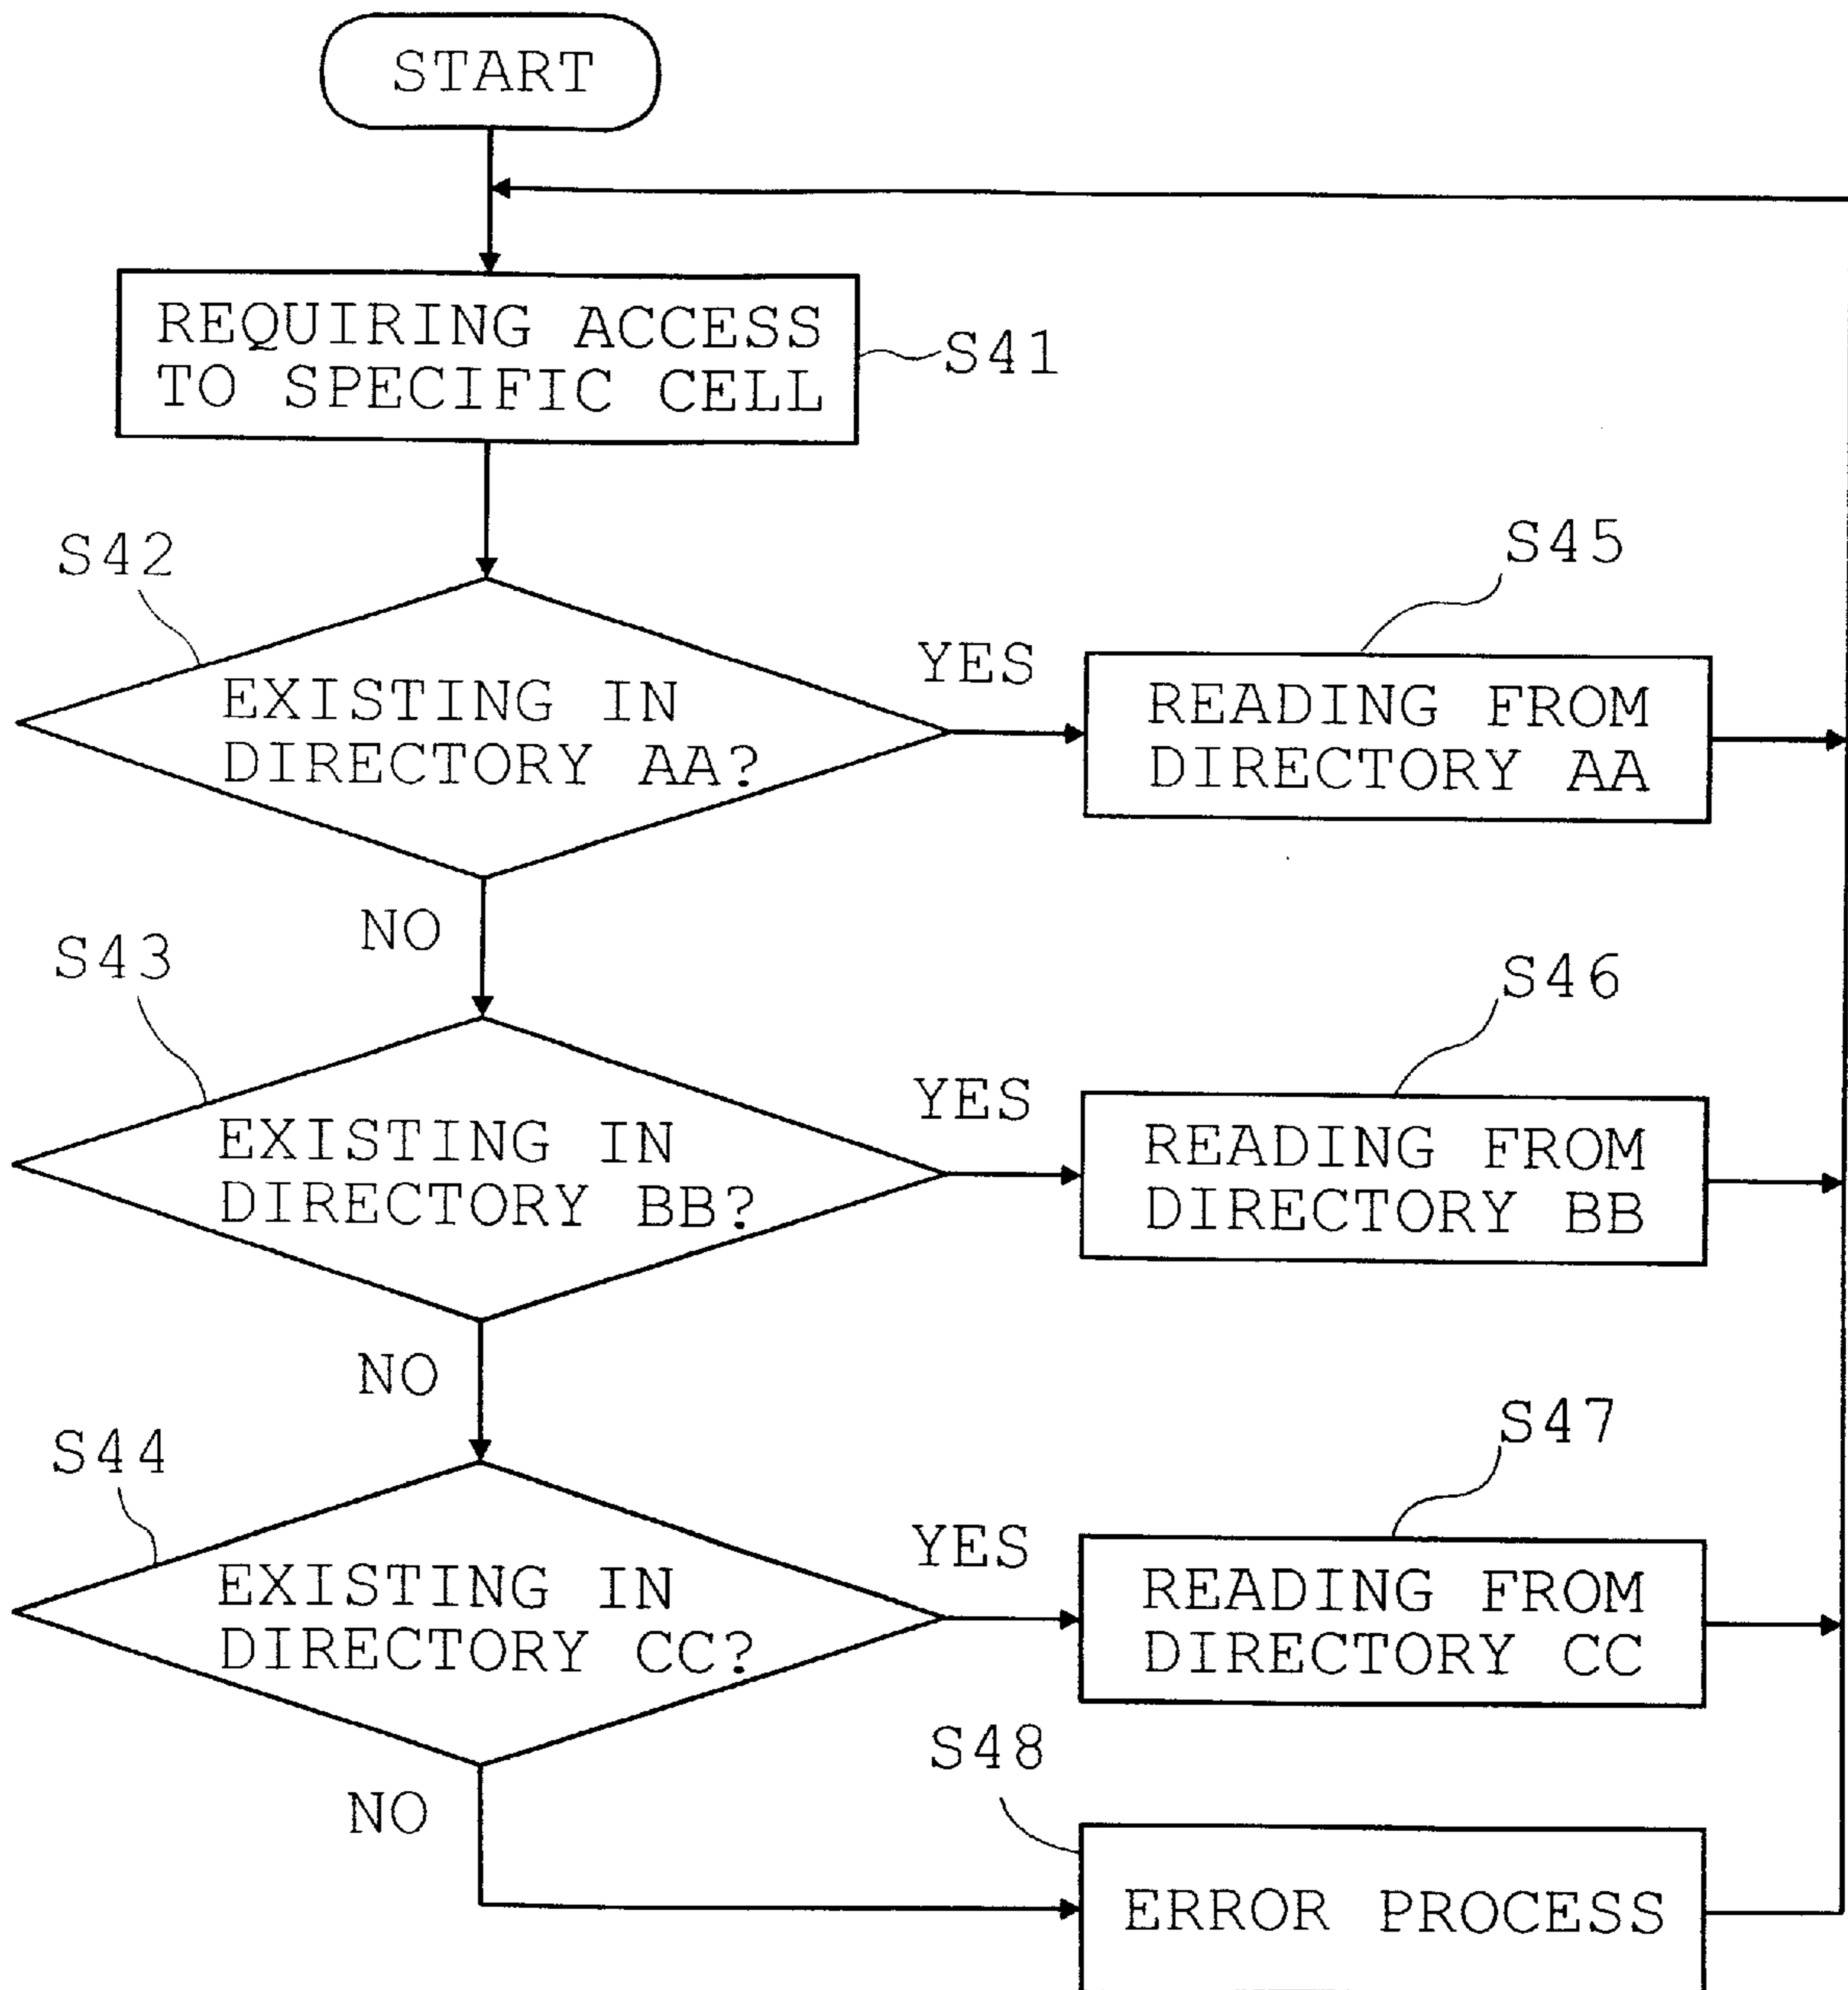 START
REQUIRING ACCESS
TO SPECIFIC CELL
S41
S42
EXISTING IN
DIRECTORY AA?
YES
S45
READING FROM
DIRECTORY AA
NO
S43
EXISTING IN
DIRECTORY BB?
YES
S46
READING FROM
DIRECTORY BB
NO
S44
EXISTING IN
DIRECTORY CC?
YES
S47
READING FROM
DIRECTORY CC
NO
S48
ERROR PROCESS